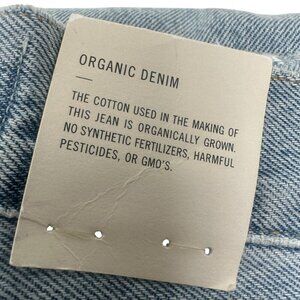 ORGANIC DENIM
—
THE COTTON USED IN THE MAKING OF
THIS JEAN IS ORGANICALLY GROWN.
NO SYNTHETIC FERTILIZERS, HARMFUL
PESTICIDES, OR GMO'S.